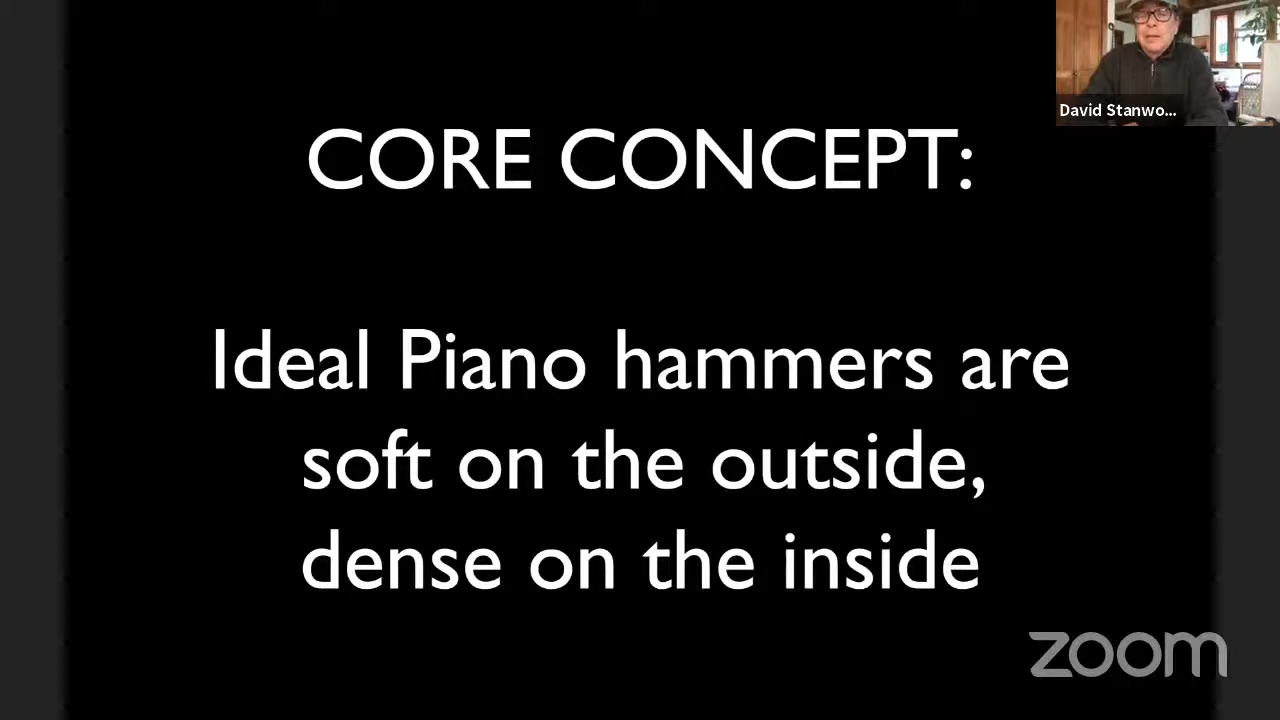 David Stanwo...
CORE CONCEPT:
Ideal Piano hammers are
soft on the outside,
dense on the inside
zoom